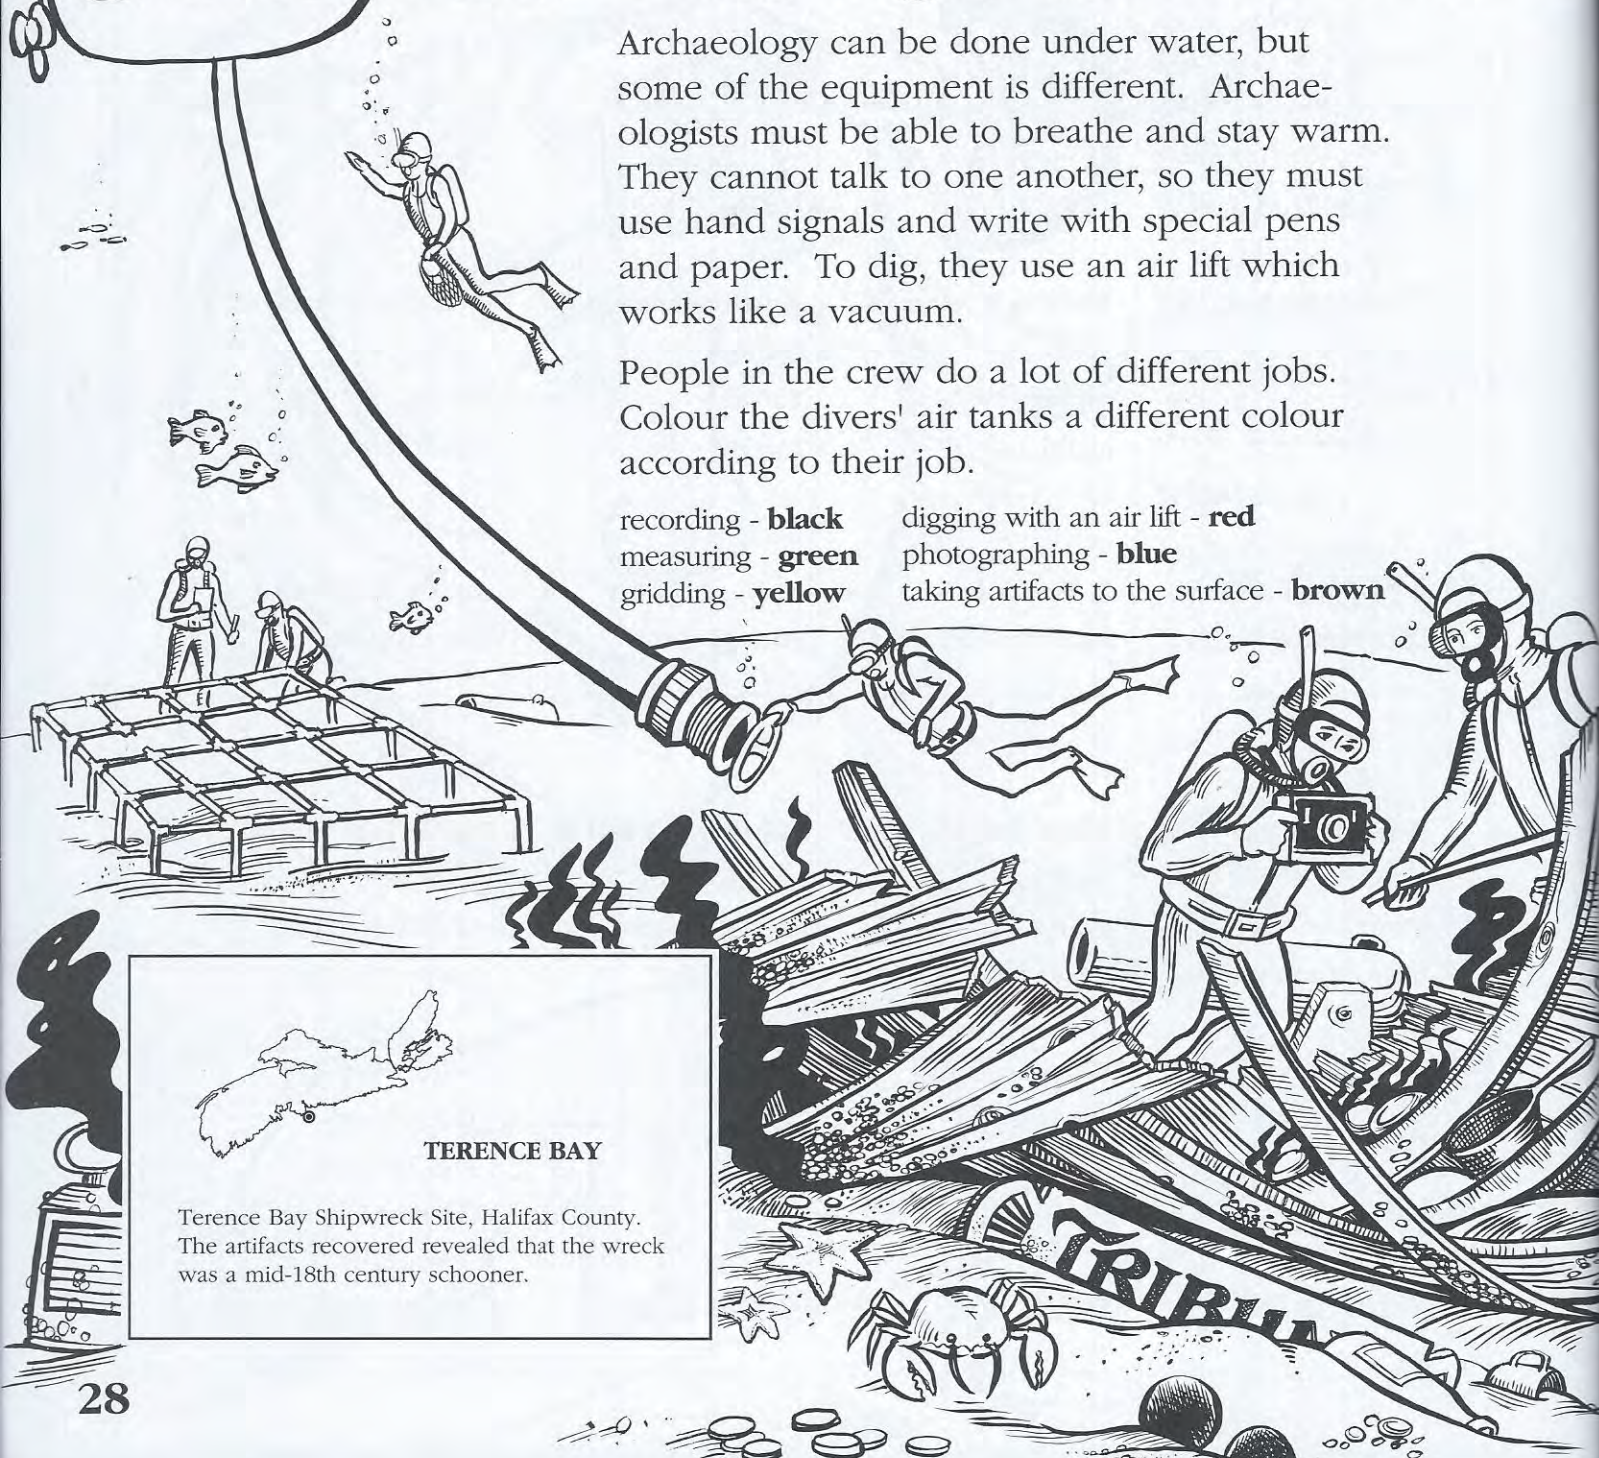 Archaeology can be done under water, but
some of the equipment is different. Archae-
ologists must be able to breathe and stay warm.
They cannot talk to one another, so they must
use hand signals and write with special pens
and paper. To dig, they use an air lift which
works like a vacuum.
People in the crew do a lot of different jobs.
Colour the divers' air tanks a different colour
according to their job.
recording - black
measuring - green
gridding - yellow
digging with an air lift - red
photographing - blue
taking artifacts to the surface - brown
TERENCE BAY
Terence Bay Shipwreck Site, Halifax County.
The artifacts recovered revealed that the wreck
was a mid-18th century schooner.
TRIBUN
28